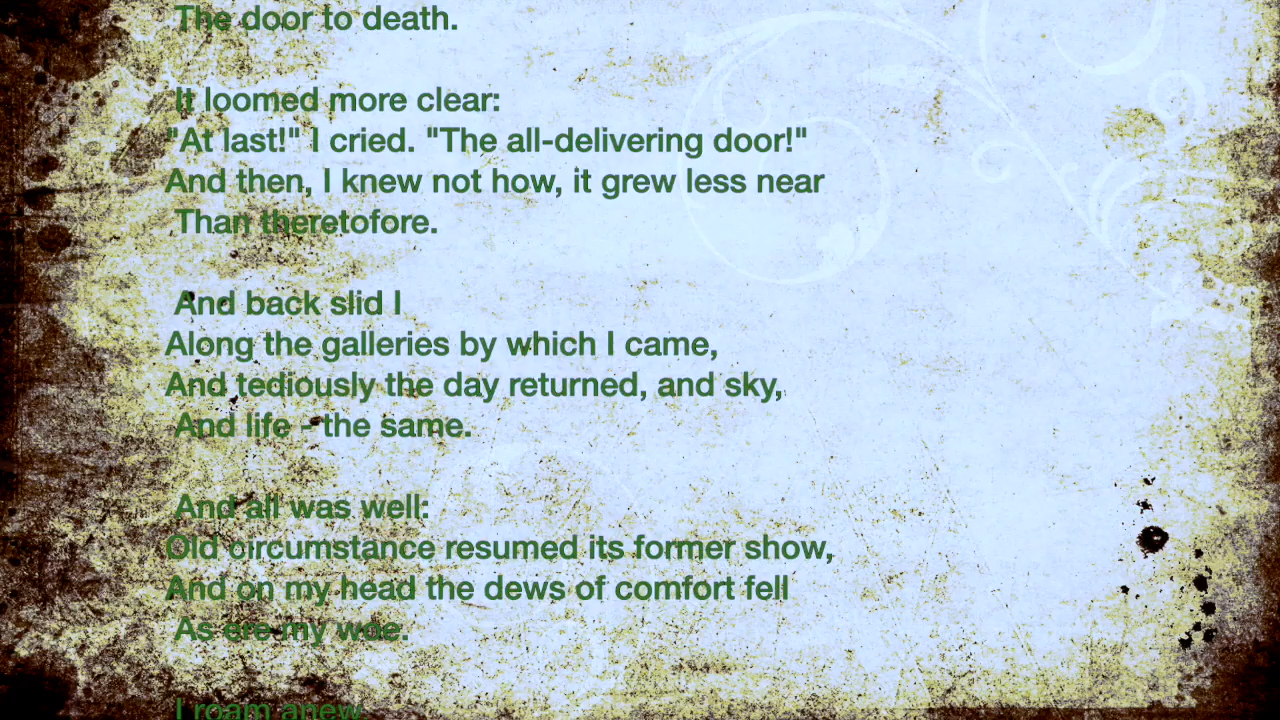 The door to death.
It loomed more clear:
"At last!" I cried. "The all-delivering door!"
And then, I knew not how, it grew less near
Than theretofore.
And back slid I
Along the galleries by which I came,
And tediously the day returned, and sky,
And life - the same.
And all was well:
Old circumstance resumed its former show,
And on my head the dews of comfort fell
As ere my woe.
I roam anew